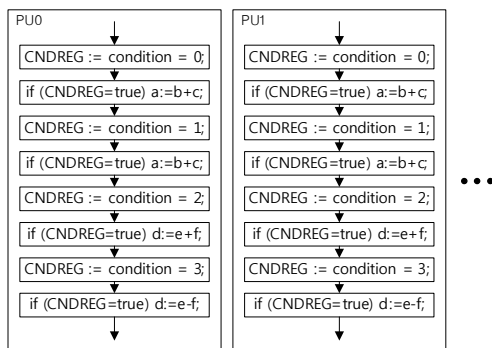 PU0
CNDREG := condition = 0;
if (CNDREG=true) a:=b+c;
CNDREG := condition = 1;
if (CNDREG=true) a:=b+c;
CNDREG := condition = 2;
if (CNDREG=true) d:=e+f;
CNDREG := condition = 3;
if (CNDREG=true) d:=e-f;
PU1
CNDREG := condition = 0;
if (CNDREG=true) a:=b+c;
CNDREG := condition = 1;
if (CNDREG=true) a:=b+c;
CNDREG := condition = 2;
if (CNDREG=true) d:=e+f;
CNDREG := condition = 3;
if (CNDREG=true) d:=e-f;
•••